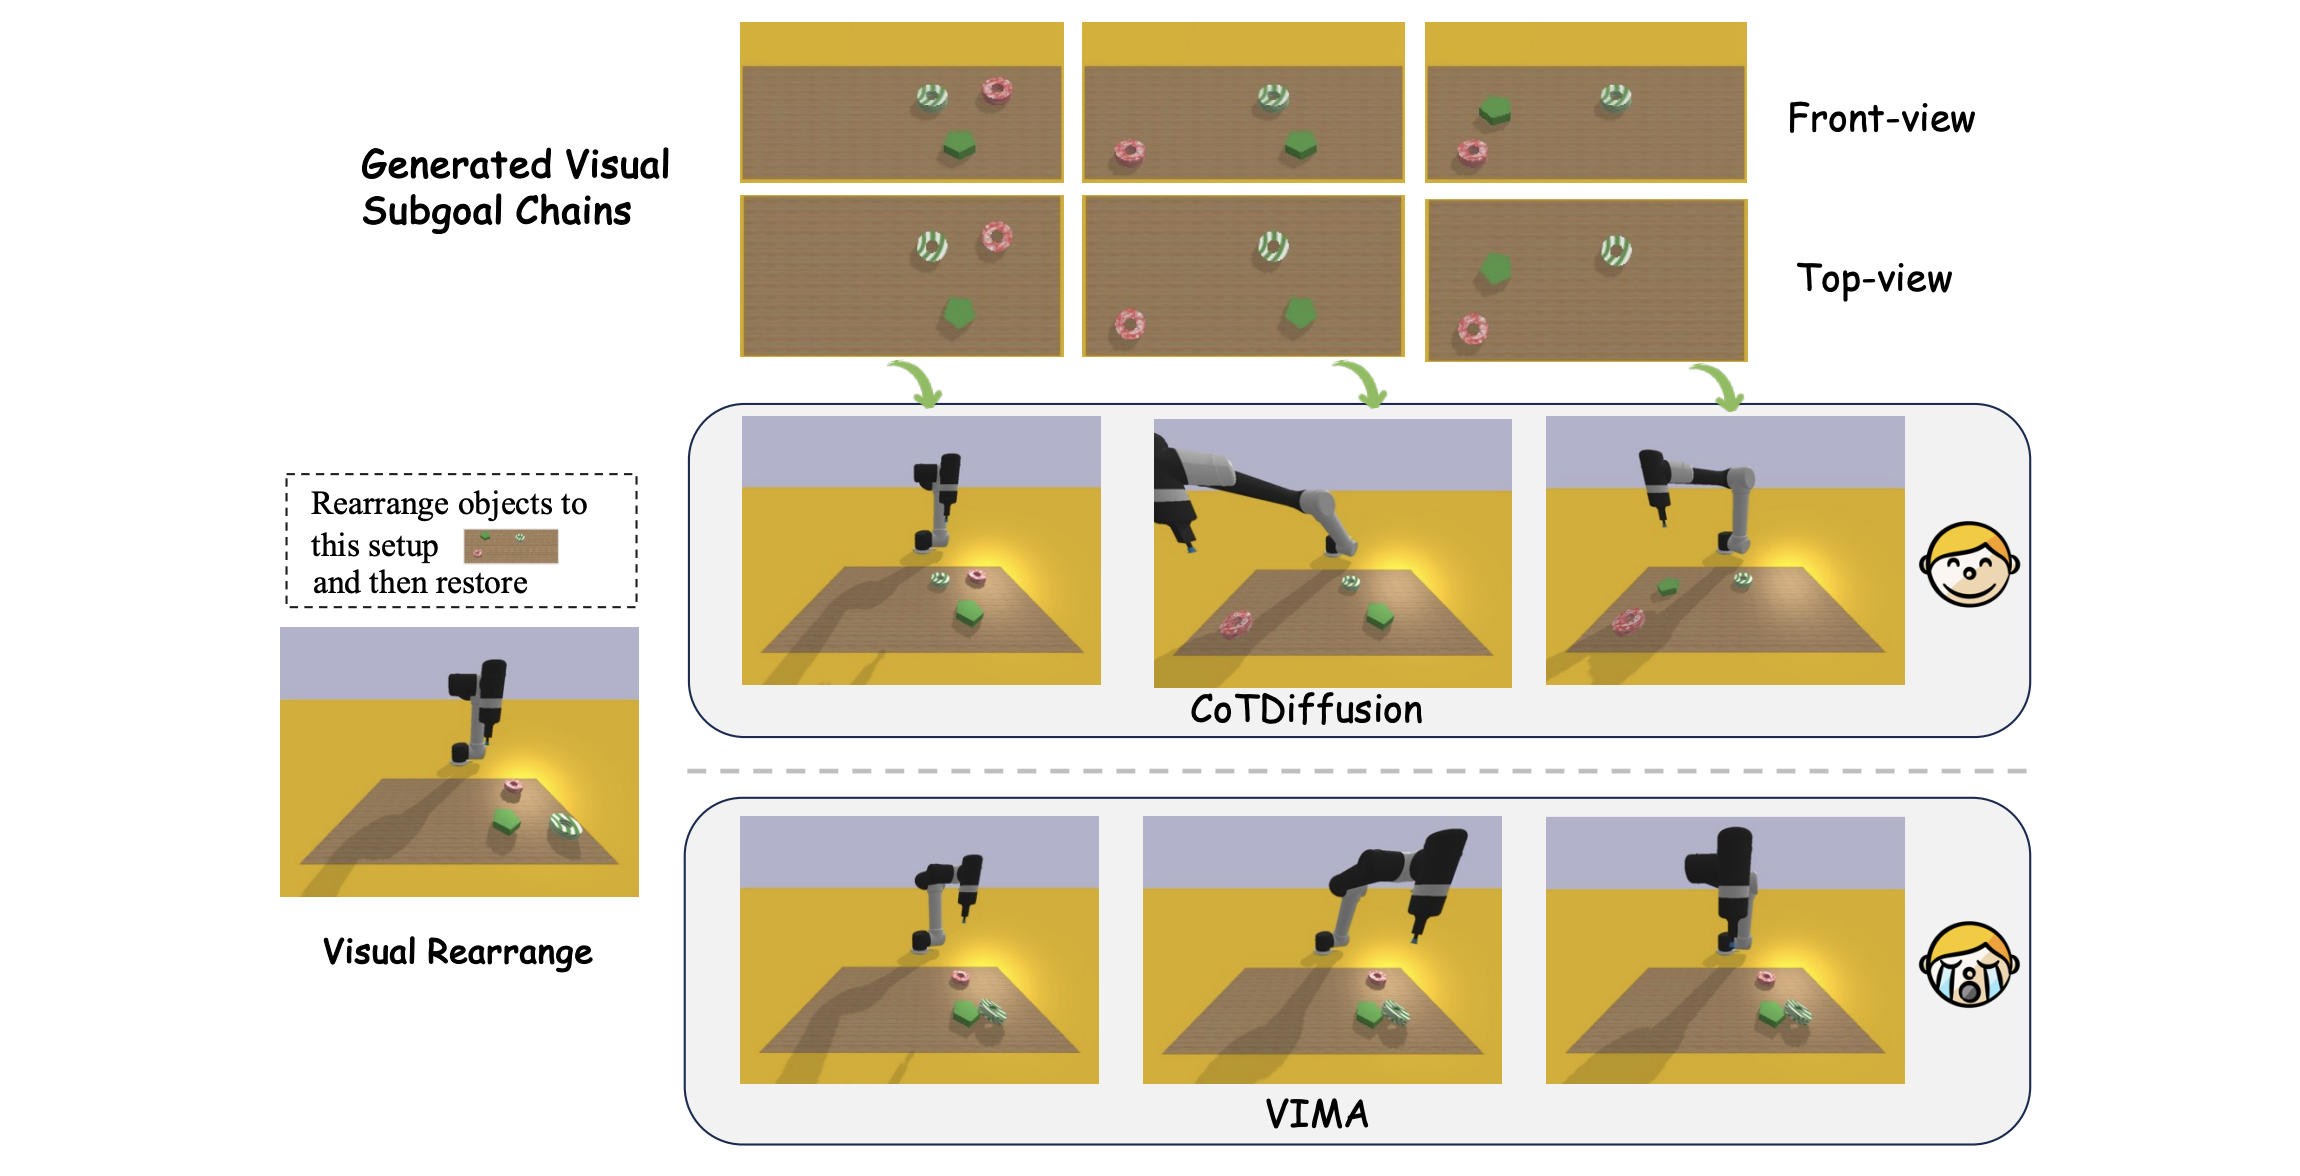 Generated Visual
Subgoal Chains
Front-view
Top-view
Rearrange objects to
this setup
and then restore
Visual Rearrange
CoTDiffusion
VIMA